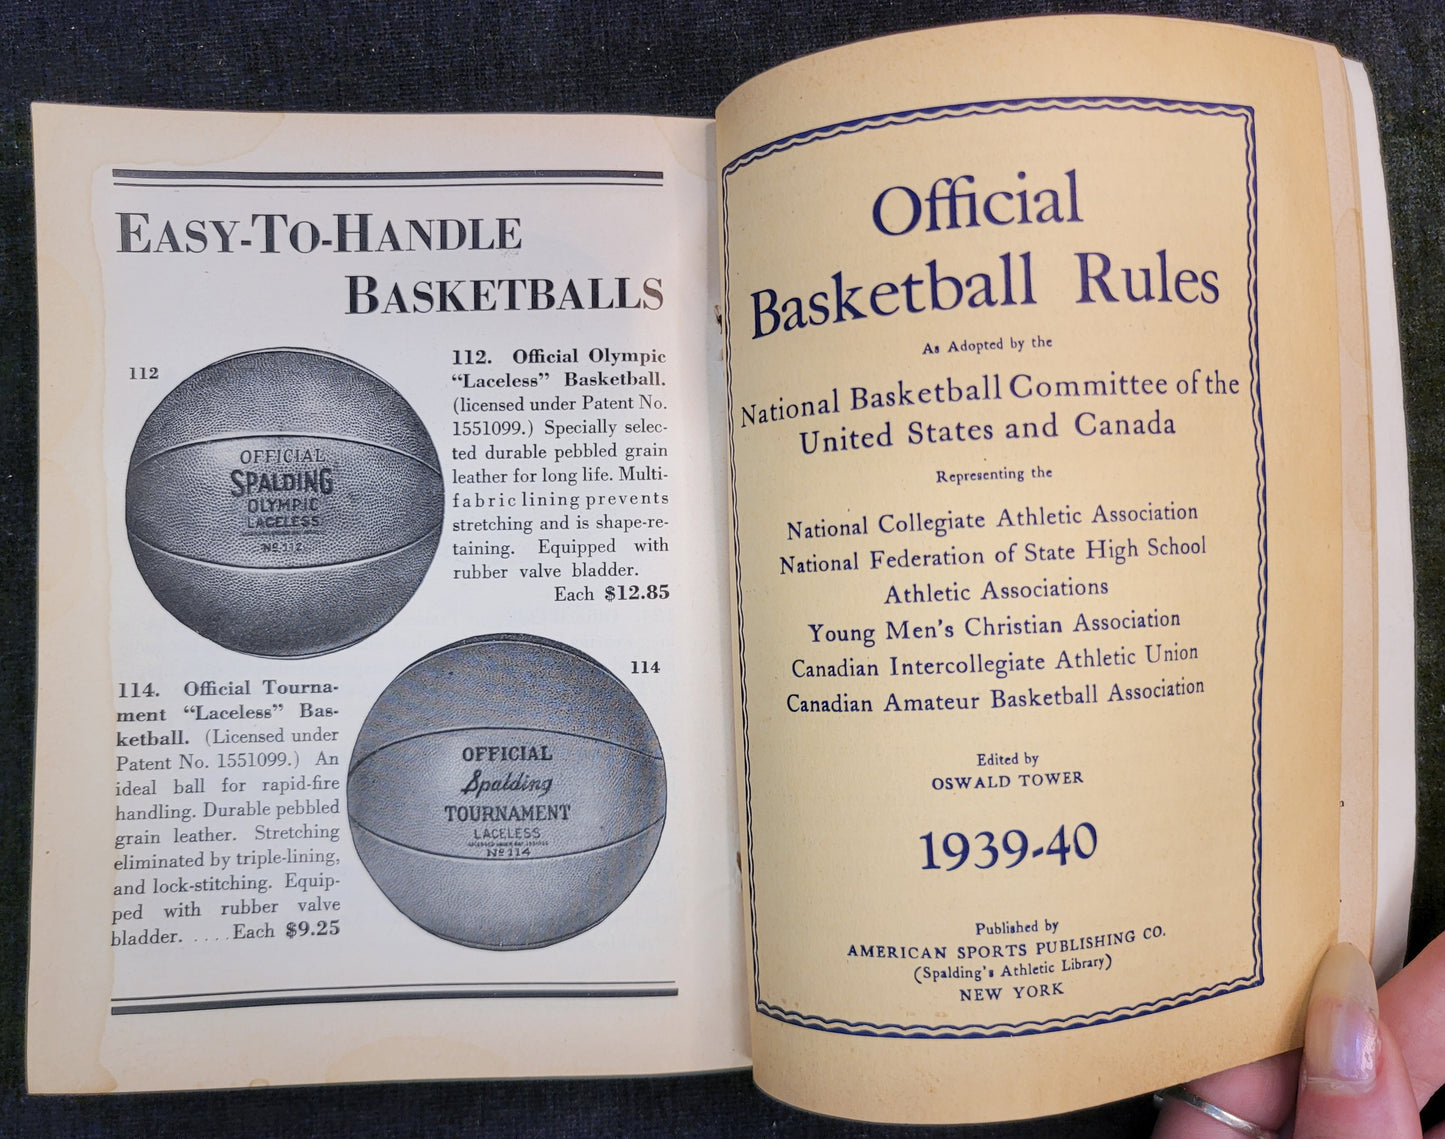 EASY-TO-HANDLE
BASKETBALLS
112
OFFICIAL
SPALDING
OLYMPIC
LACELESS
Nº 112
112. Official Olympic
“Laceless” Basketball.
(licensed under Patent No.
1551099.) Specially selec-
ted durable pebbled grain
leather for long life. Multi-
fabric lining prevents
stretching and is shape-re-
taining. Equipped with
rubber valve bladder.
Each $12.85
114. Official Tourna-
ment “Laceless” Bas-
ketball. (Licensed under
Patent No. 1551099.) An
ideal ball for rapid-fire
handling. Durable pebbled
grain leather. Stretching
eliminated by triple-lining,
and lock-stitching. Equip-
ped with rubber valve
bladder. ..... Each $9.25
114
OFFICIAL
Spalding
TOURNAMENT
LACELESS
Nº 114
Official
Basketball Rules
As Adopted by the
National Basketball Committee of the
United States and Canada
Representing the
National Collegiate Athletic Association
National Federation of State High School
Athletic Associations
Young Men's Christian Association
Canadian Intercollegiate Athletic Union
Canadian Amateur Basketball Association
Edited by
OSWALD TOWER
1939-40
Published by
AMERICAN SPORTS PUBLISHING CO.
(Spalding's Athletic Library)
NEW YORK